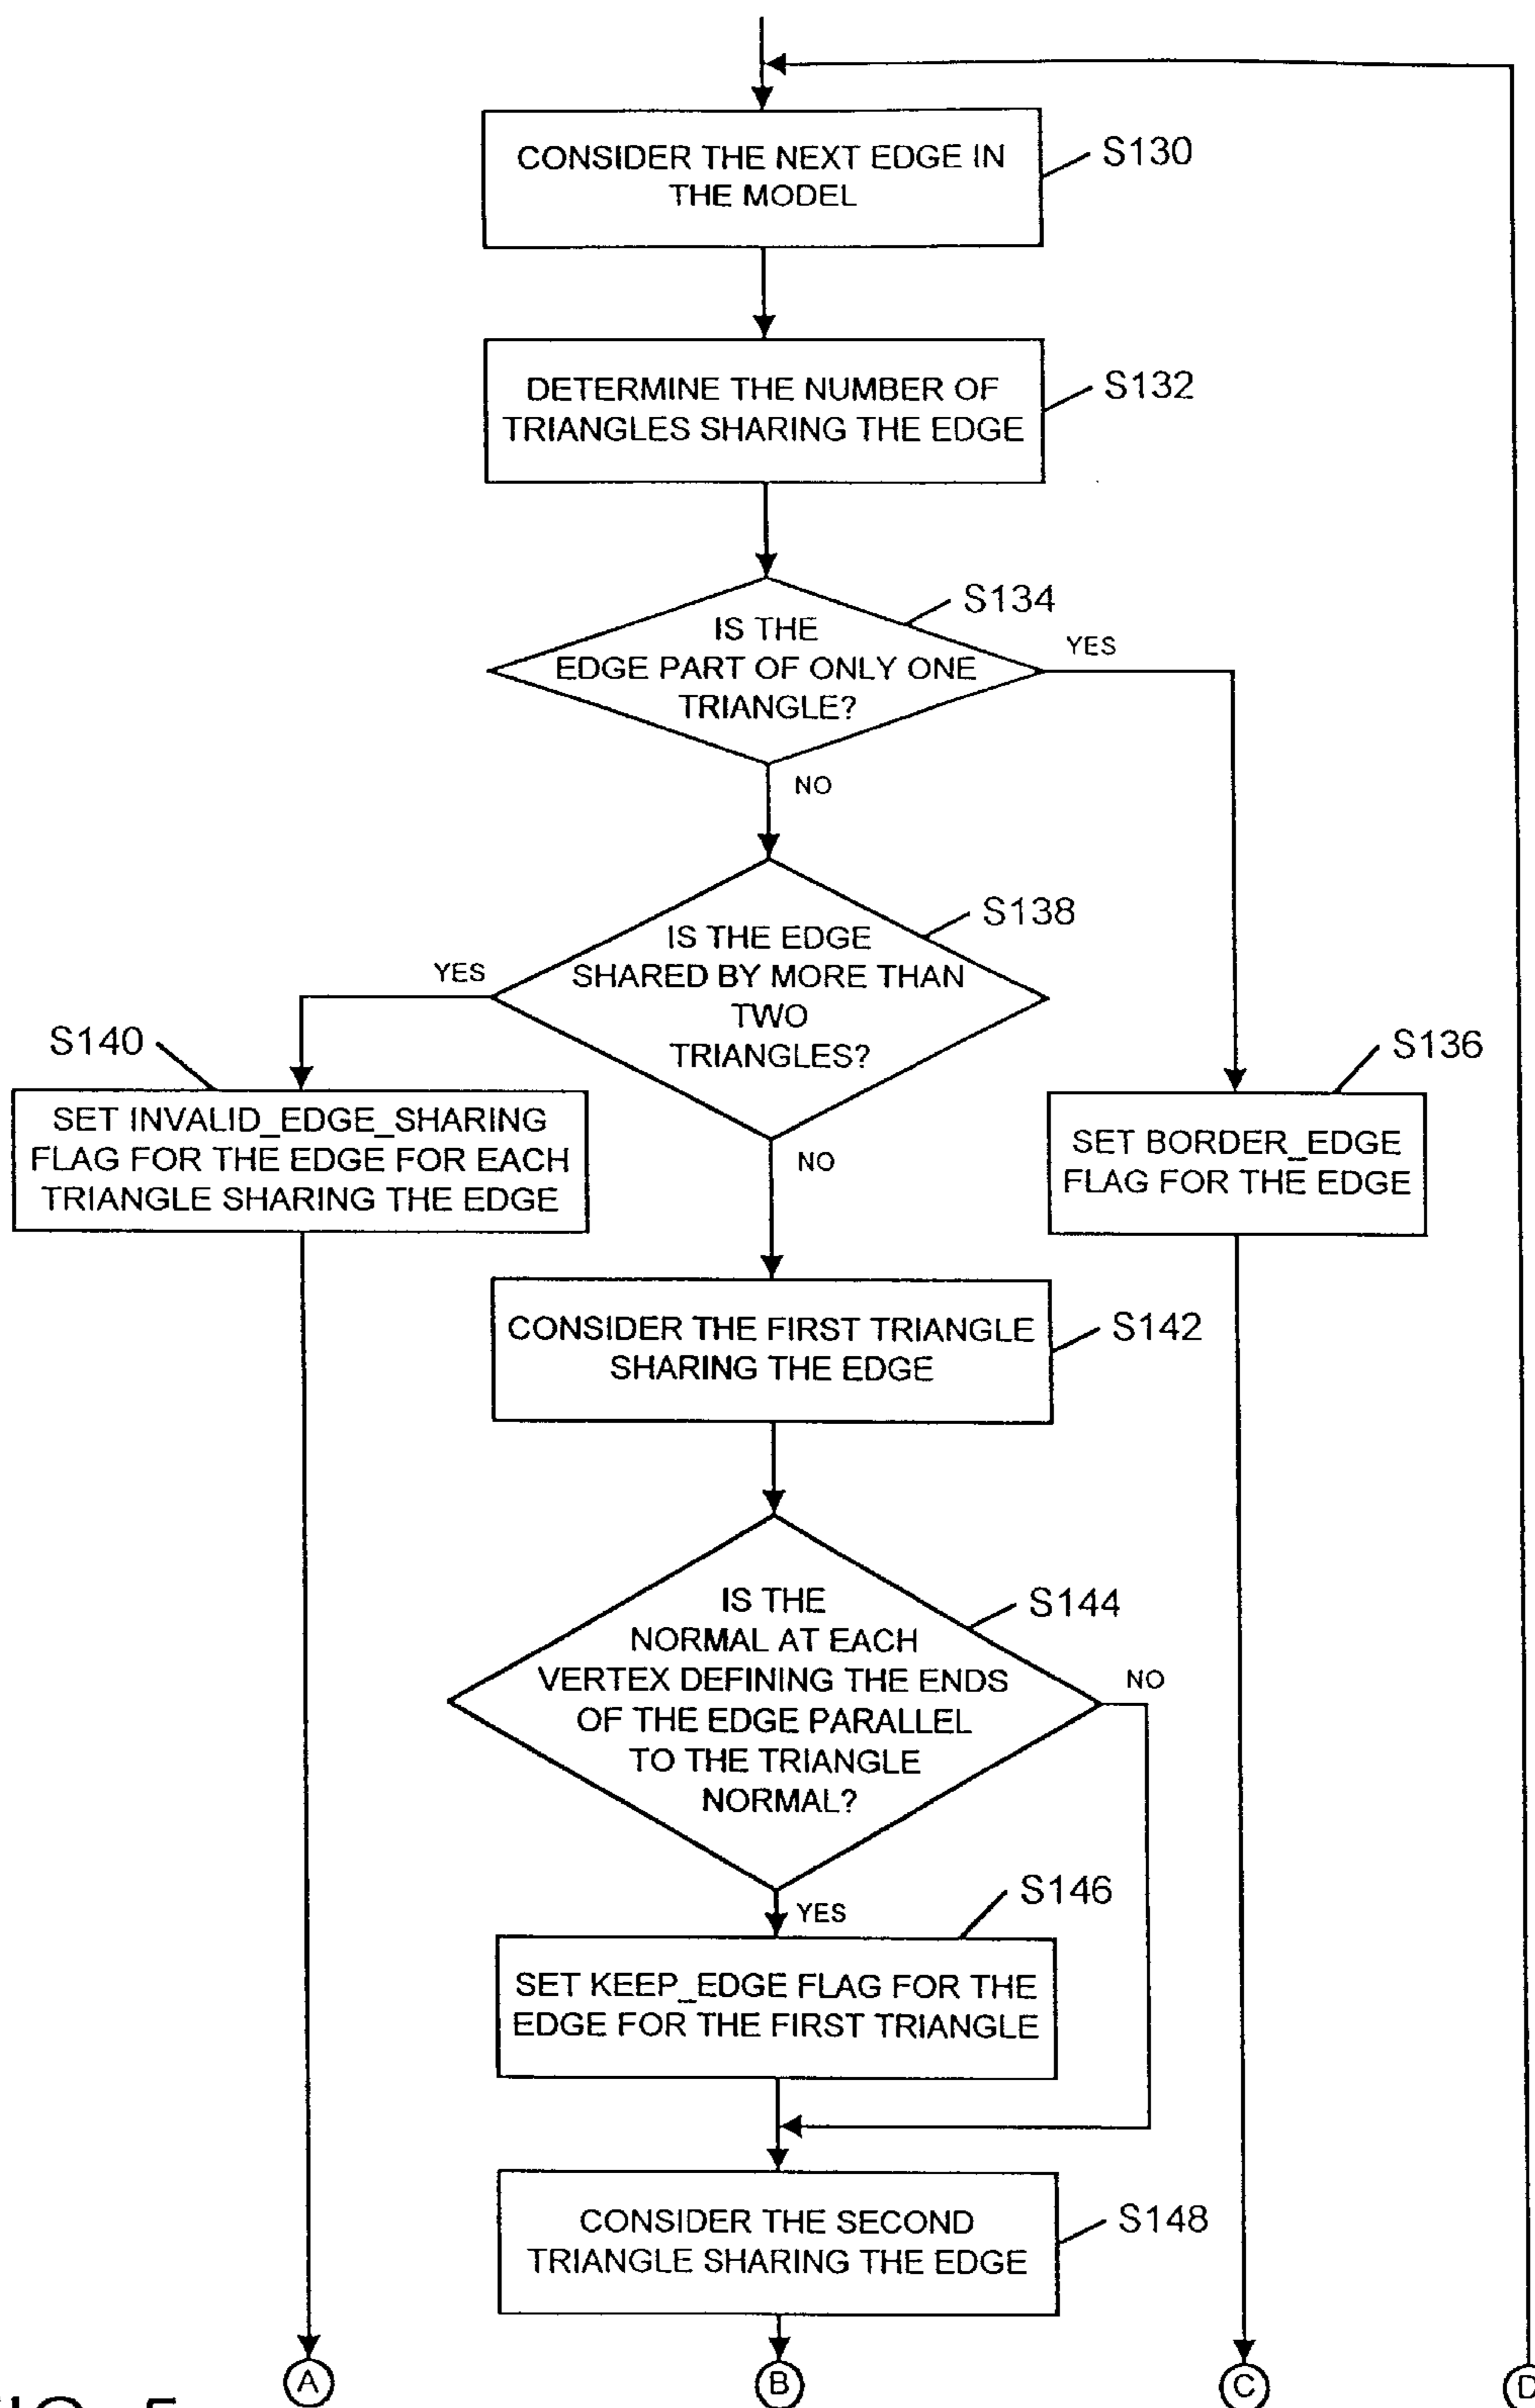 CONSIDER THE NEXT EDGE IN
THE MODEL
S130
DETERMINE THE NUMBER OF
TRIANGLES SHARING THE EDGE
S132
S134
IS THE
EDGE PART OF ONLY ONE
TRIANGLE?
YES
NO
S138
IS THE EDGE
SHARED BY MORE THAN
TWO
TRIANGLES?
YES
NO
S140
SET INVALID_EDGE_SHARING
FLAG FOR THE EDGE FOR EACH
TRIANGLE SHARING THE EDGE
S136
SET BORDER_EDGE
FLAG FOR THE EDGE
CONSIDER THE FIRST TRIANGLE
SHARING THE EDGE
S142
S144
IS THE
NORMAL AT EACH
VERTEX DEFINING THE ENDS
OF THE EDGE PARALLEL
TO THE TRIANGLE
NORMAL?
NO
YES
S146
SET KEEP_EDGE FLAG FOR THE
EDGE FOR THE FIRST TRIANGLE
CONSIDER THE SECOND
TRIANGLE SHARING THE EDGE
S148
A
B
C
D